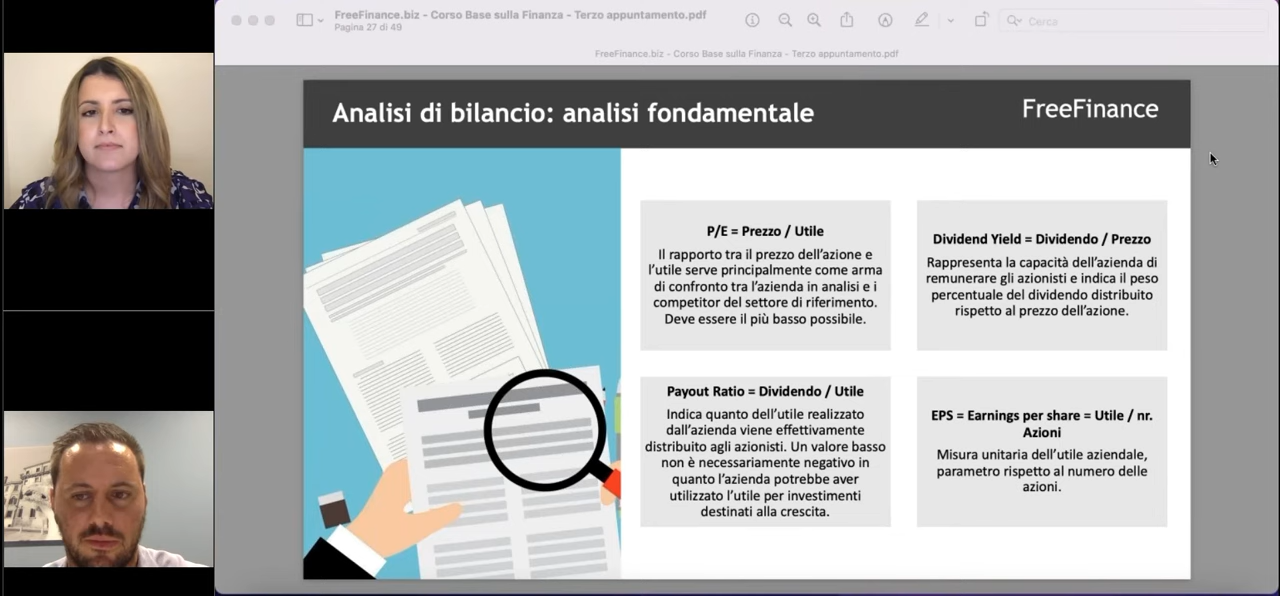 FreeFinance.biz - Corso Base sulla Finanza - Terzo appuntamento.pdf
Pagina 27 di 49
Cerca
FreeFinance.biz - Corso Base sulla Finanza - Terzo appuntamento.pdf
Analisi di bilancio: analisi fondamentale
FreeFinance
P/E = Prezzo / Utile
Il rapporto tra il prezzo dell’azione e
l’utile serve principalmente come arma
di confronto tra l’azienda in analisi e i
competitor del settore di riferimento.
Deve essere il più basso possibile.
Dividend Yield = Dividendo / Prezzo
Rappresenta la capacità dell’azienda di
remunerare gli azionisti e indica il peso
percentuale del dividendo distribuito
rispetto al prezzo dell’azione.
Payout Ratio = Dividendo / Utile
Indica quanto dell’utile realizzato
dall’azienda viene effettivamente
distribuito agli azionisti. Un valore basso
non è necessariamente negativo in
quanto l’azienda potrebbe aver
utilizzato l’utile per investimenti
destinati alla crescita.
EPS = Earnings per share = Utile / nr.
Azioni
Misura unitaria dell’utile aziendale,
parametro rispetto al numero delle
azioni.